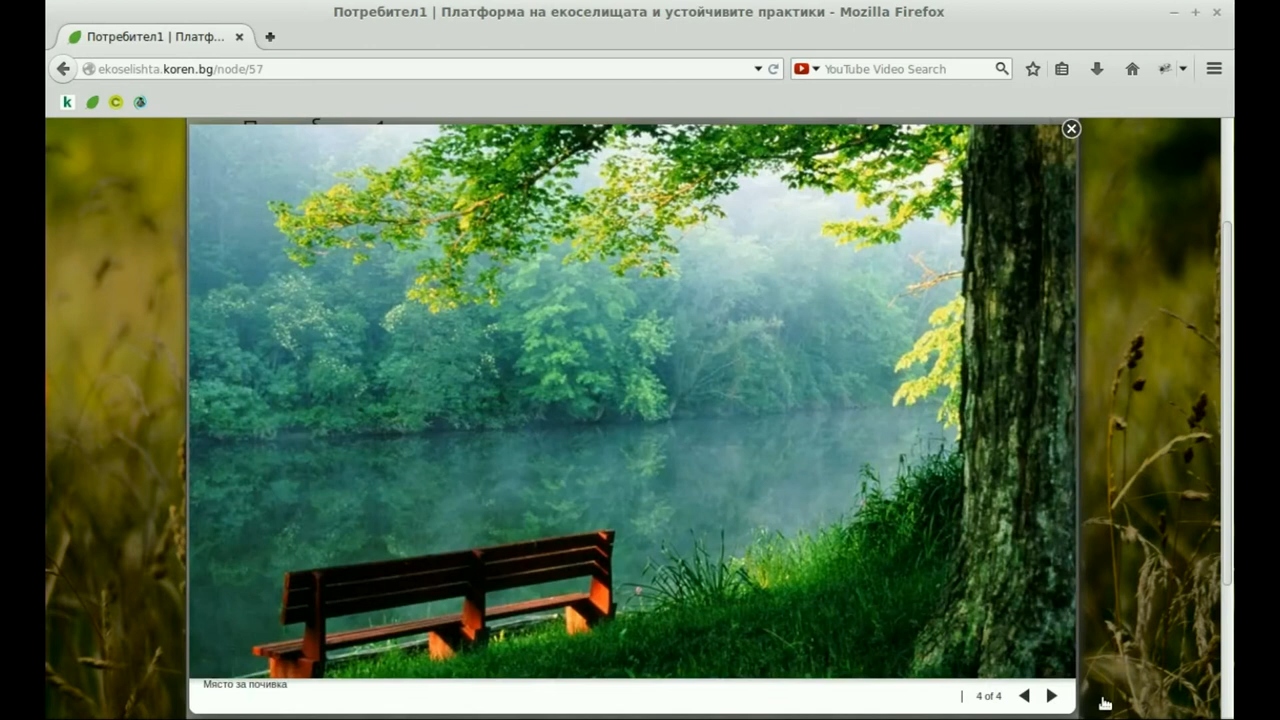 Потребител1 | Платформа на екоселищата и устойчивите практики - Mozilla Firefox
Потребител1 | Платф...
ekoselishta.koren.bg/node/57
YouTube Video Search
k
C
Място за почивка
4 of 4